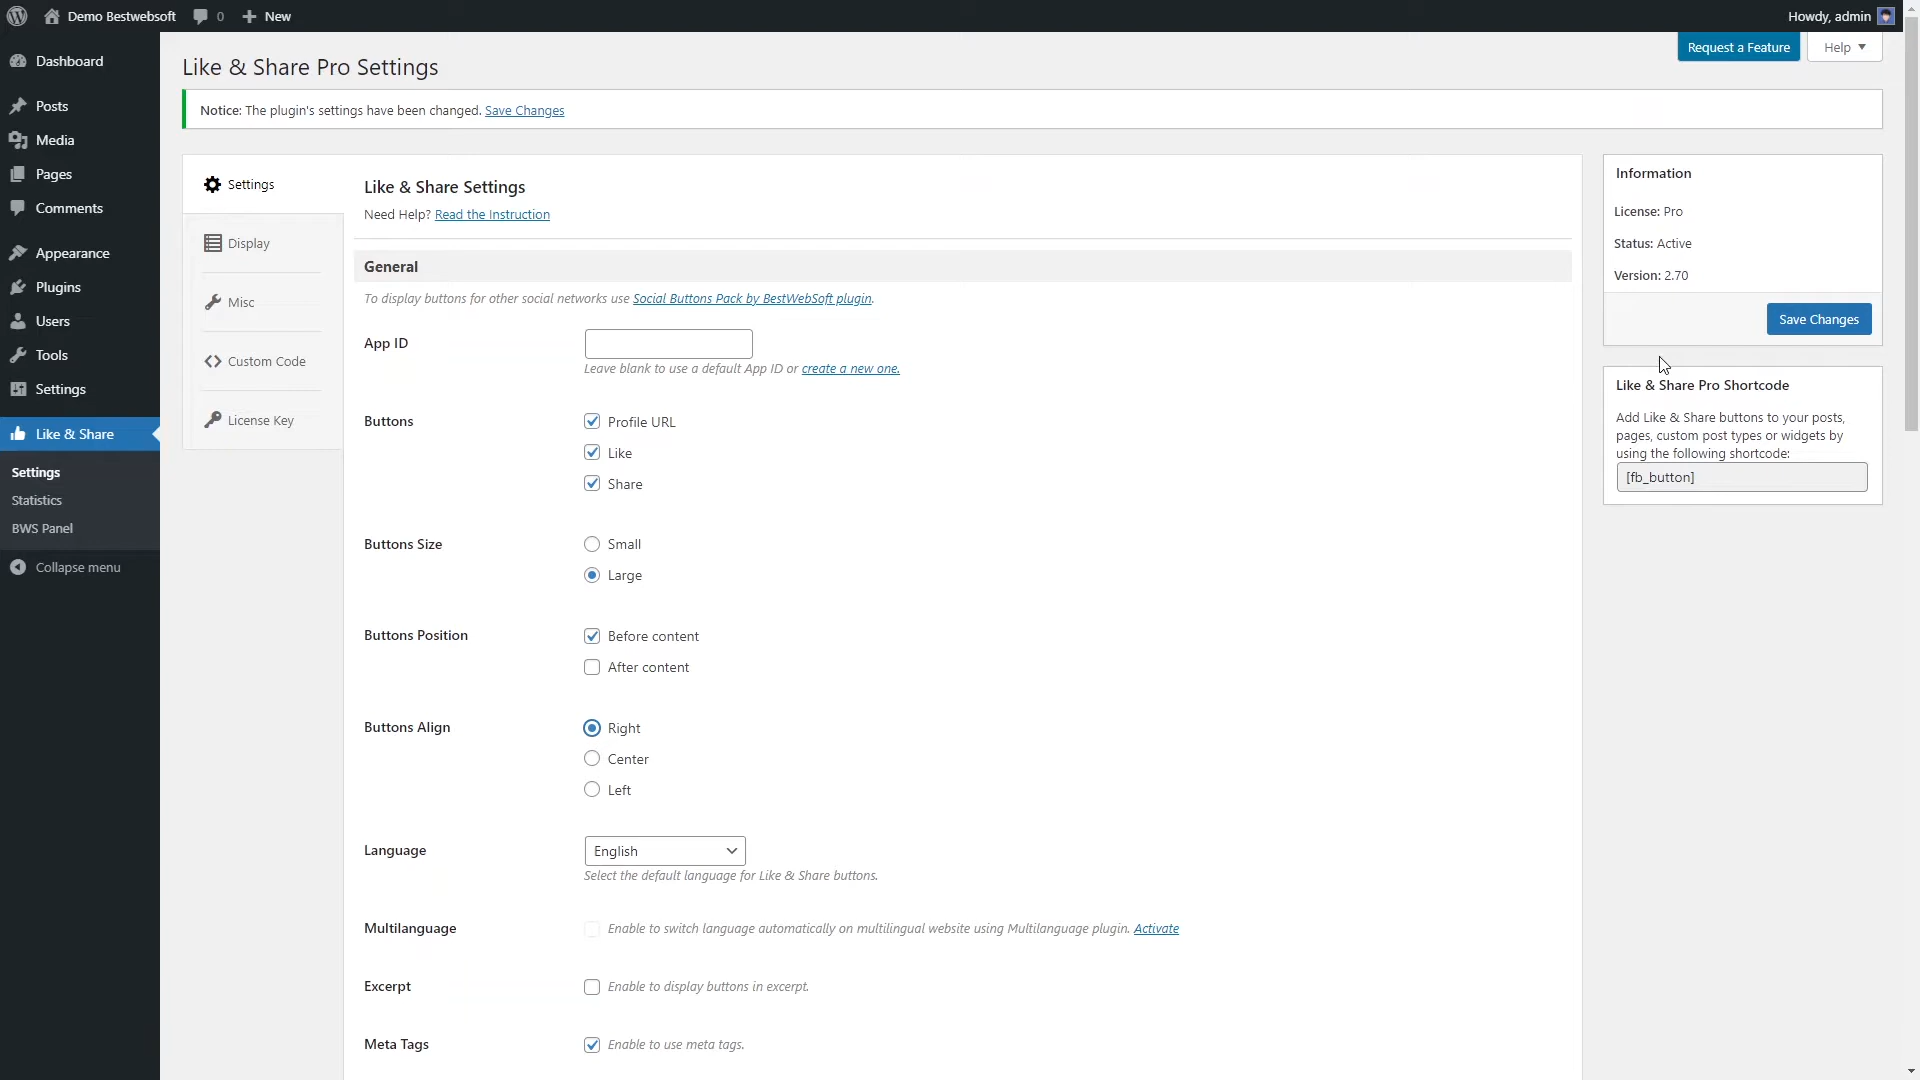 Demo Bestwebsoft
0
New
Howdy, admin
Dashboard
Posts
Media
Pages
Comments
Appearance
Plugins
Users
Tools
Settings
Like & Share
Settings
Statistics
BWS Panel
Collapse menu
Request a Feature
Help
Like & Share Pro Settings
Notice: The plugin's settings have been changed. Save Changes
Settings
Display
Misc
Custom Code
License Key
Like & Share Settings
Need Help? Read the Instruction
General
To display buttons for other social networks use Social Buttons Pack by BestWebSoft plugin.
App ID
Leave blank to use a default App ID or create a new one.
Buttons
Profile URL
Like
Share
Buttons Size
Small
Large
Buttons Position
Before content
After content
Buttons Align
Right
Center
Left
Language
English
Select the default language for Like & Share buttons.
Multilanguage
Enable to switch language automatically on multilingual website using Multilanguage plugin. Activate
Excerpt
Enable to display buttons in excerpt.
Meta Tags
Enable to use meta tags.
Information
License: Pro
Status: Active
Version: 2.70
Save Changes
Like & Share Pro Shortcode
Add Like & Share buttons to your posts,
pages, custom post types or widgets by
using the following shortcode:
[fb_button]